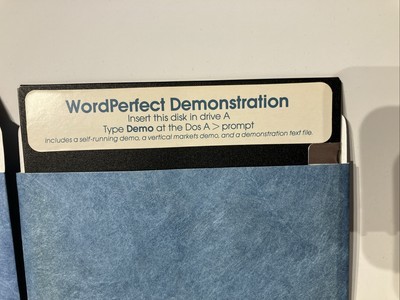 WordPerfect Demonstration
Insert this disk in drive A
Type Demo at the Dos A > prompt
Includes a self-running demo, a vertical markets demo, and a demonstration text file.